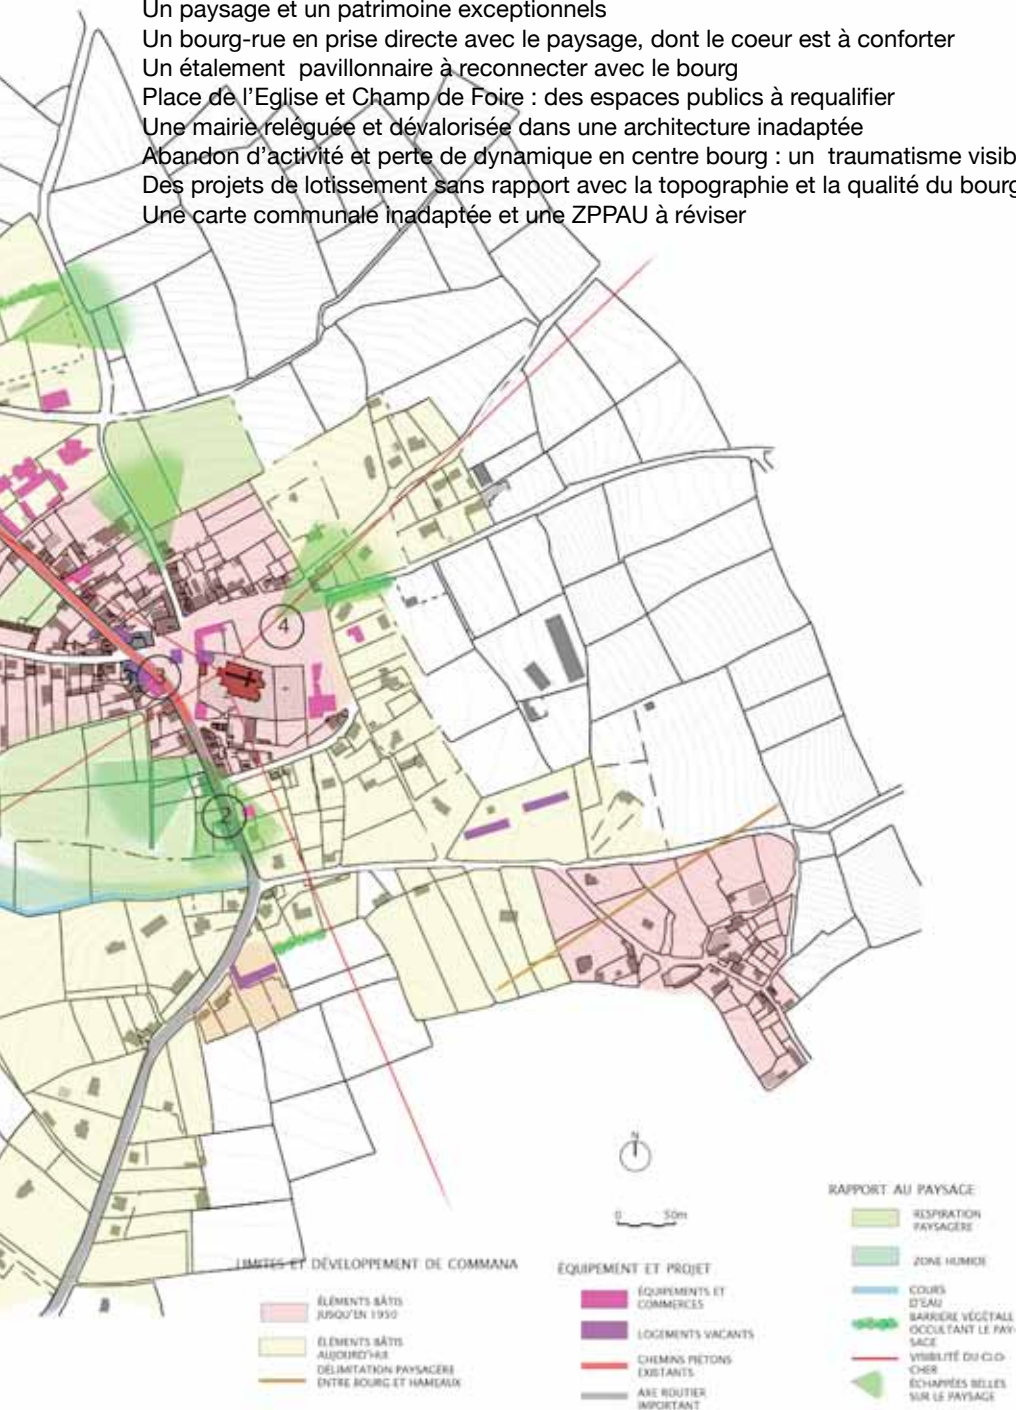 Un paysage et un patrimoine exceptionnels
Un bourg-rue en prise directe avec le paysage, dont le coeur est à conforter
Un étalement  pavillonnaire à reconnecter avec le bourg
Place de l'Eglise et Champ de Foire : des espaces publics à requalifier
Une mairie reléguée et dévalorisée dans une architecture inadaptée
Abandon d'activité et perte de dynamique en centre bourg : un  traumatisme visib
Des projets de lotissement sans rapport avec la topographie et la qualité du bourg
Une carte communale inadaptée et une ZPPAU à réviser
4
3
2
N
0 50m
LIMITES ET DÉVELOPPEMENT DE COMMANA
ÉLÉMENTS BÂTIS
JUSQU'EN 1950
ÉLÉMENTS BÂTIS
AUJOURD'HUI
DÉLIMITATION PAYSAGÈRE
ENTRE BOURG ET HAMEAUX
ÉQUIPEMENT ET PROJET
ÉQUIPEMENTS ET
COMMERCES
LOGEMENTS VACANTS
CHEMINS PIÉTONS
EXISTANTS
AXE ROUTIER
IMPORTANT
RAPPORT AU PAYSAGE
RESPIRATION
PAYSAGÈRE
ZONE HUMIDE
COURS
D'EAU
BARRIÈRE VÉGÉTALE
OCCULTANT LE PAY-
SAGE
VISIBILITÉ DU CLO-
CHER
ÉCHAPPÉES BELLES
SUR LE PAYSAGE